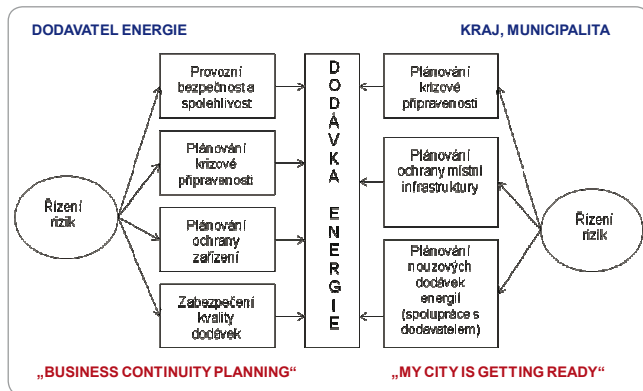 DODAVATEL ENERGIE
KRAJ, MUNICIPALITA
Řízení
rizik
Provozní
bezpečnost a
spolehlivost
Plánování
krizové
připravenosti
Plánování
ochrany
zařízení
Zabezpečení
kvality
dodávek
DODÁVKA ENERGIE
Plánování
krizové
připravenosti
Plánování
ochrany místní
infrastruktury
Plánování
nouzových
dodávek
energií
(spolupráce s
dodavatelem)
Řízení
rizik
„BUSINESS CONTINUITY PLANNING“
„MY CITY IS GETTING READY“